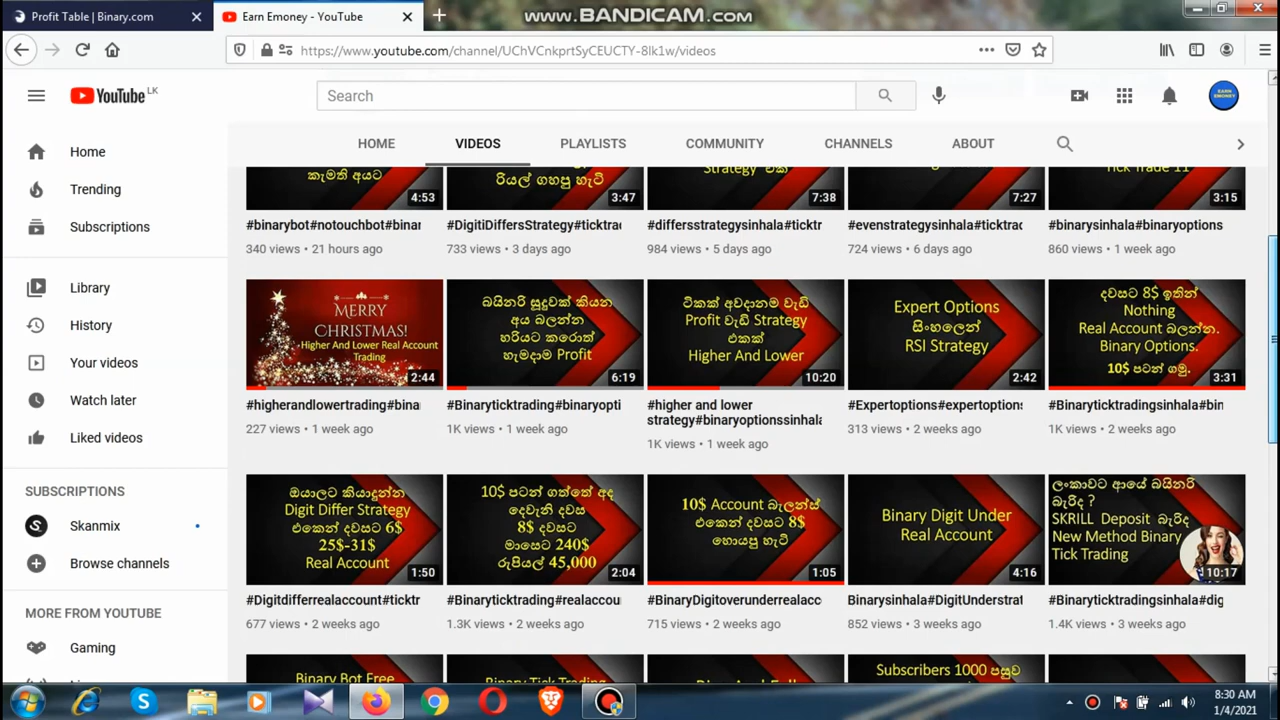 Profit Table | Binary.com
Earn Emoney - YouTube
WWW.BANDICAM.COM
https://www.youtube.com/channel/UChVCnkprtSyCEUCTY-8lk1w/videos
YouTube LK
Search
EARN
EMONEY
HOME VIDEOS PLAYLISTS COMMUNITY CHANNELS ABOUT
Home
Trending
Subscriptions
Library
History
Your videos
Watch later
Liked videos
SUBSCRIPTIONS
Skanmix
Browse channels
MORE FROM YOUTUBE
Gaming
කැමති අයට
4:53
#binarybot#notouchbot#binar
340 views • 21 hours ago
රියල් ගහපු හැටි
3:47
#DigitiDiffersStrategy#ticktra
733 views • 3 days ago
Strategy එක්
7:38
#differsstrategysinhala#ticktr
984 views • 5 days ago
7:27
#evenstrategysinhala#ticktrac
724 views • 6 days ago
Tick Trade 11
3:15
#binarysinhala#binaryoptions
860 views • 1 week ago
MERRY
CHRISTMAS!
Higher And Lower Real Account
Trading
2:44
#higherandlowertrading#bina
227 views • 1 week ago
බයිනරි සූදුවක් කියන
අය බලන්න
හරියට කරොත්
හැමදාම Profit
6:19
#Binaryticktrading#binaryopti
1K views • 1 week ago
ටිකක් අවදානම වැඩි
Profit වැඩි Strategy
එකක්
Higher And Lower
10:20
#higher and lower
strategy#binaryoptionssinhala
1K views • 1 week ago
Expert Options
සිංහලෙන්
RSI Strategy
2:42
#Expertoptions#expertoptions
313 views • 2 weeks ago
දවසට 8$ ඉතින්
Nothing
Real Account බලන්න.
Binary Options.
10$ පටන් ගමු.
3:31
#Binaryticktradingsinhala#bin
1K views • 2 weeks ago
ඔයාලට කියාදුන්න
Digit Differ Strategy
එකෙන් දවසට 6$
25$-31$
Real Account
1:50
#Digitdifferrealaccount#ticktr
677 views • 2 weeks ago
10$ පටන් ගත්තේ අද
දෙවැනි දවස
8$ දවසට
මාසෙට 240$
රුපියල් 45,000
2:04
#Binaryticktrading#realaccou
1.3K views • 2 weeks ago
10$ Account බැලන්ස්
එකෙන් දවසට 8$
හොයපු හැටි
1:05
#BinaryDigitoverunderrealacc
715 views • 2 weeks ago
Binary Digit Under
Real Account
4:16
Binarysinhala#DigitUnderstrat
852 views • 3 weeks ago
ලංකාවට ආයේ බයිනරි
බැරිද ?
SKRILL Deposit බැරිද
New Method Binary
Tick Trading
10:17
#Binaryticktradingsinhala#dig
1.4K views • 3 weeks ago
Binary Bot Free
Binary Tick Trading
Subscribers 1000 පසුව
8:30 AM
1/4/2021